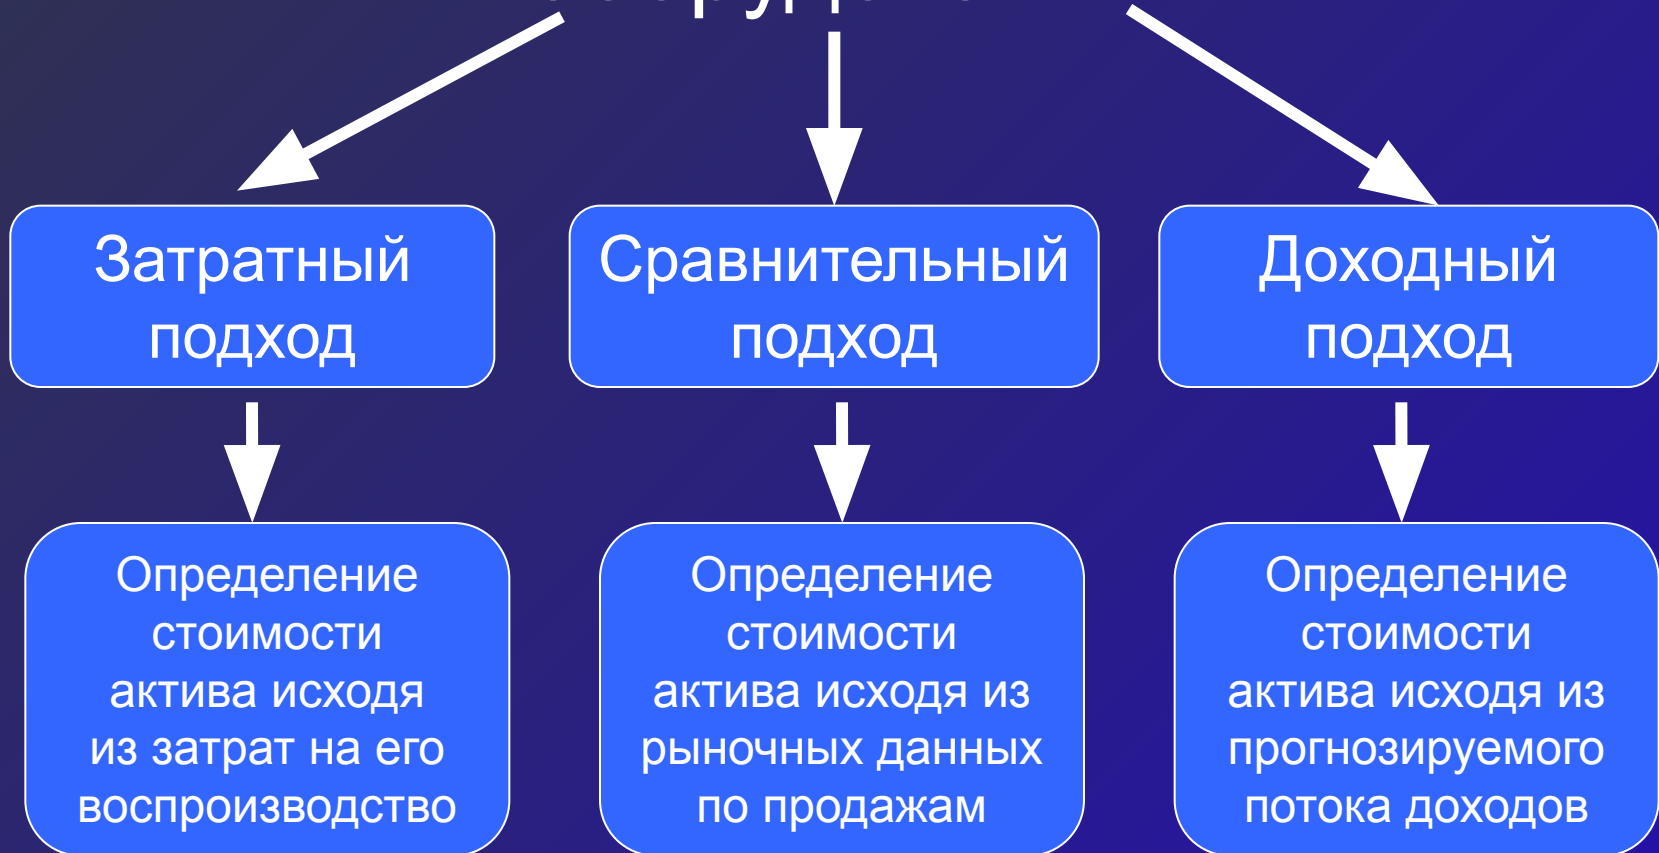 Затратный
подход
Сравнительный
подход
Доходный
подход
Определение
стоимости
актива исходя
из затрат на его
воспроизводство
Определение
стоимости
актива исходя из
рыночных данных
по продажам
Определение
стоимости
актива исходя из
прогнозируемого
потока доходов